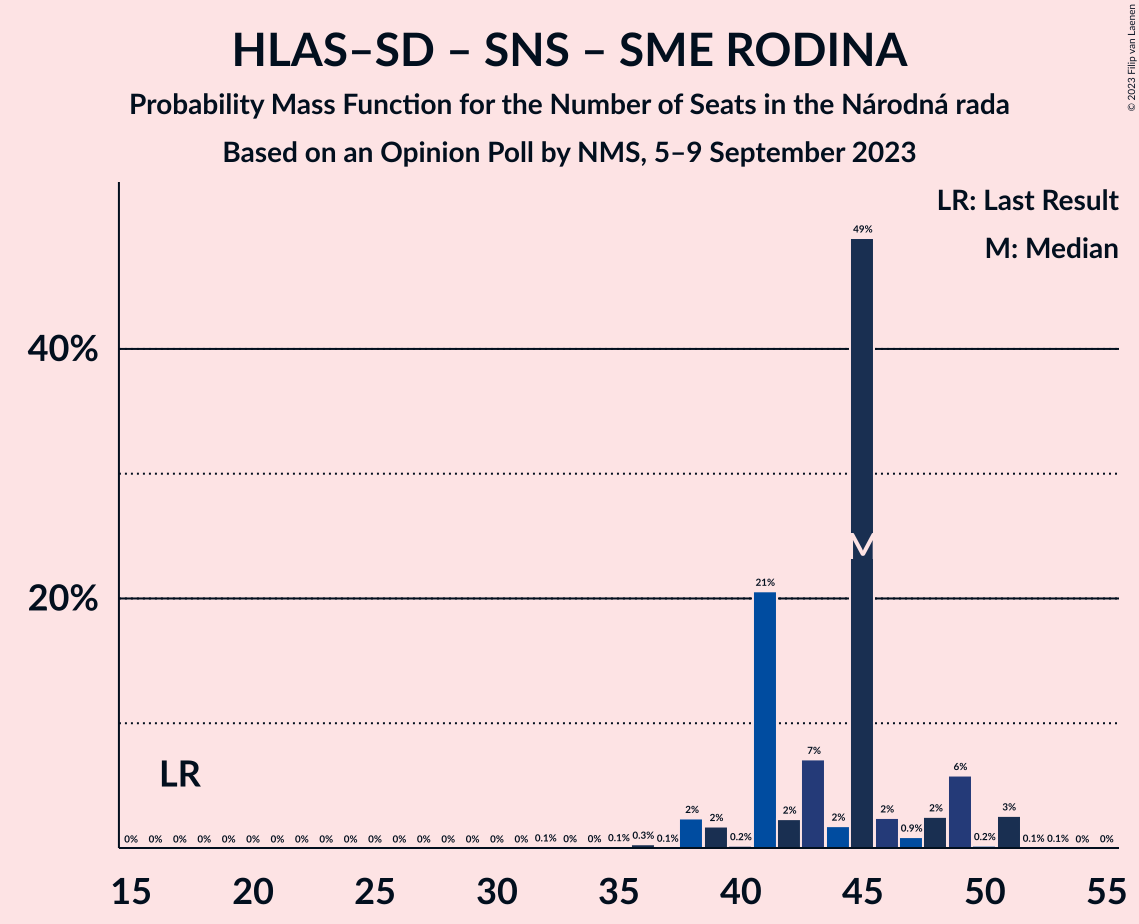 HLAS–SD – SNS – SME RODINA
Probability Mass Function for the Number of Seats in the Národná rada
Based on an Opinion Poll by NMS, 5–9 September 2023
© 2023 Filip van Laenen
LR: Last Result
M: Median
49%
40%
M
21%
20%
7%
6%
LR
0% 0% 0% 0% 0% 0% 0% 0% 0% 0% 0% 0% 0% 0% 0% 0% 0% 0.1% 0% 0% 0.1% 0.3% 0.1% 2% 2% 0.2% 2% 2% 2% 0.9% 2% 0.2% 3% 0.1% 0.1% 0% 0%
15 20 25 30 35 40 45 50 55